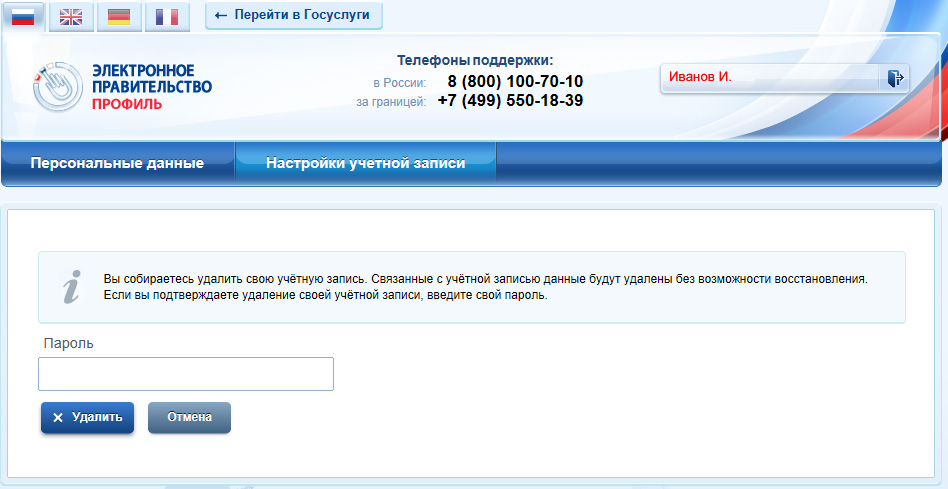 ← Перейти в Госуслуги
ЭЛЕКТРОННОЕ
ПРАВИТЕЛЬСТВО
ПРОФИЛЬ
Телефоны поддержки:
в России: 8 (800) 100-70-10
за границей: +7 (499) 550-18-39
Иванов И.
Персональные данные
Настройки учетной записи
Вы собираетесь удалить свою учётную запись. Связанные с учётной записью данные будут удалены без возможности восстановления.
Если вы подтверждаете удаление своей учётной записи, введите свой пароль.
Пароль
× Удалить
Отмена